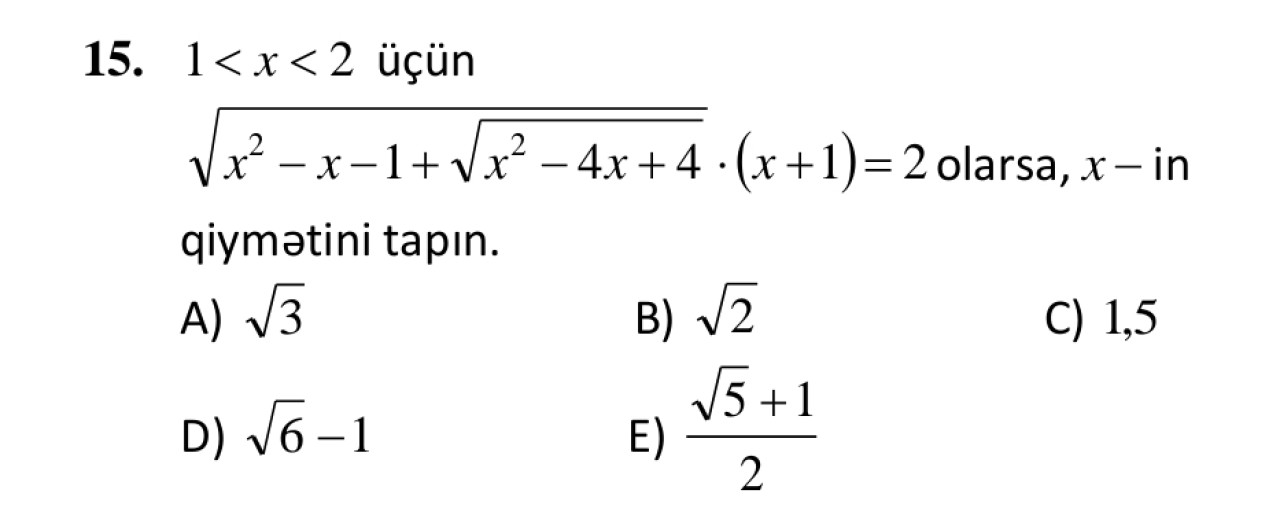 15. 1 < x < 2 üçün
√(x² − x − 1 + √(x² − 4x + 4)) · (x + 1) = 2 olarsa, x − in
qiymətini tapın.
A) √3 B) √2 C) 1,5
D) √6 − 1 E) (√5 + 1)/2